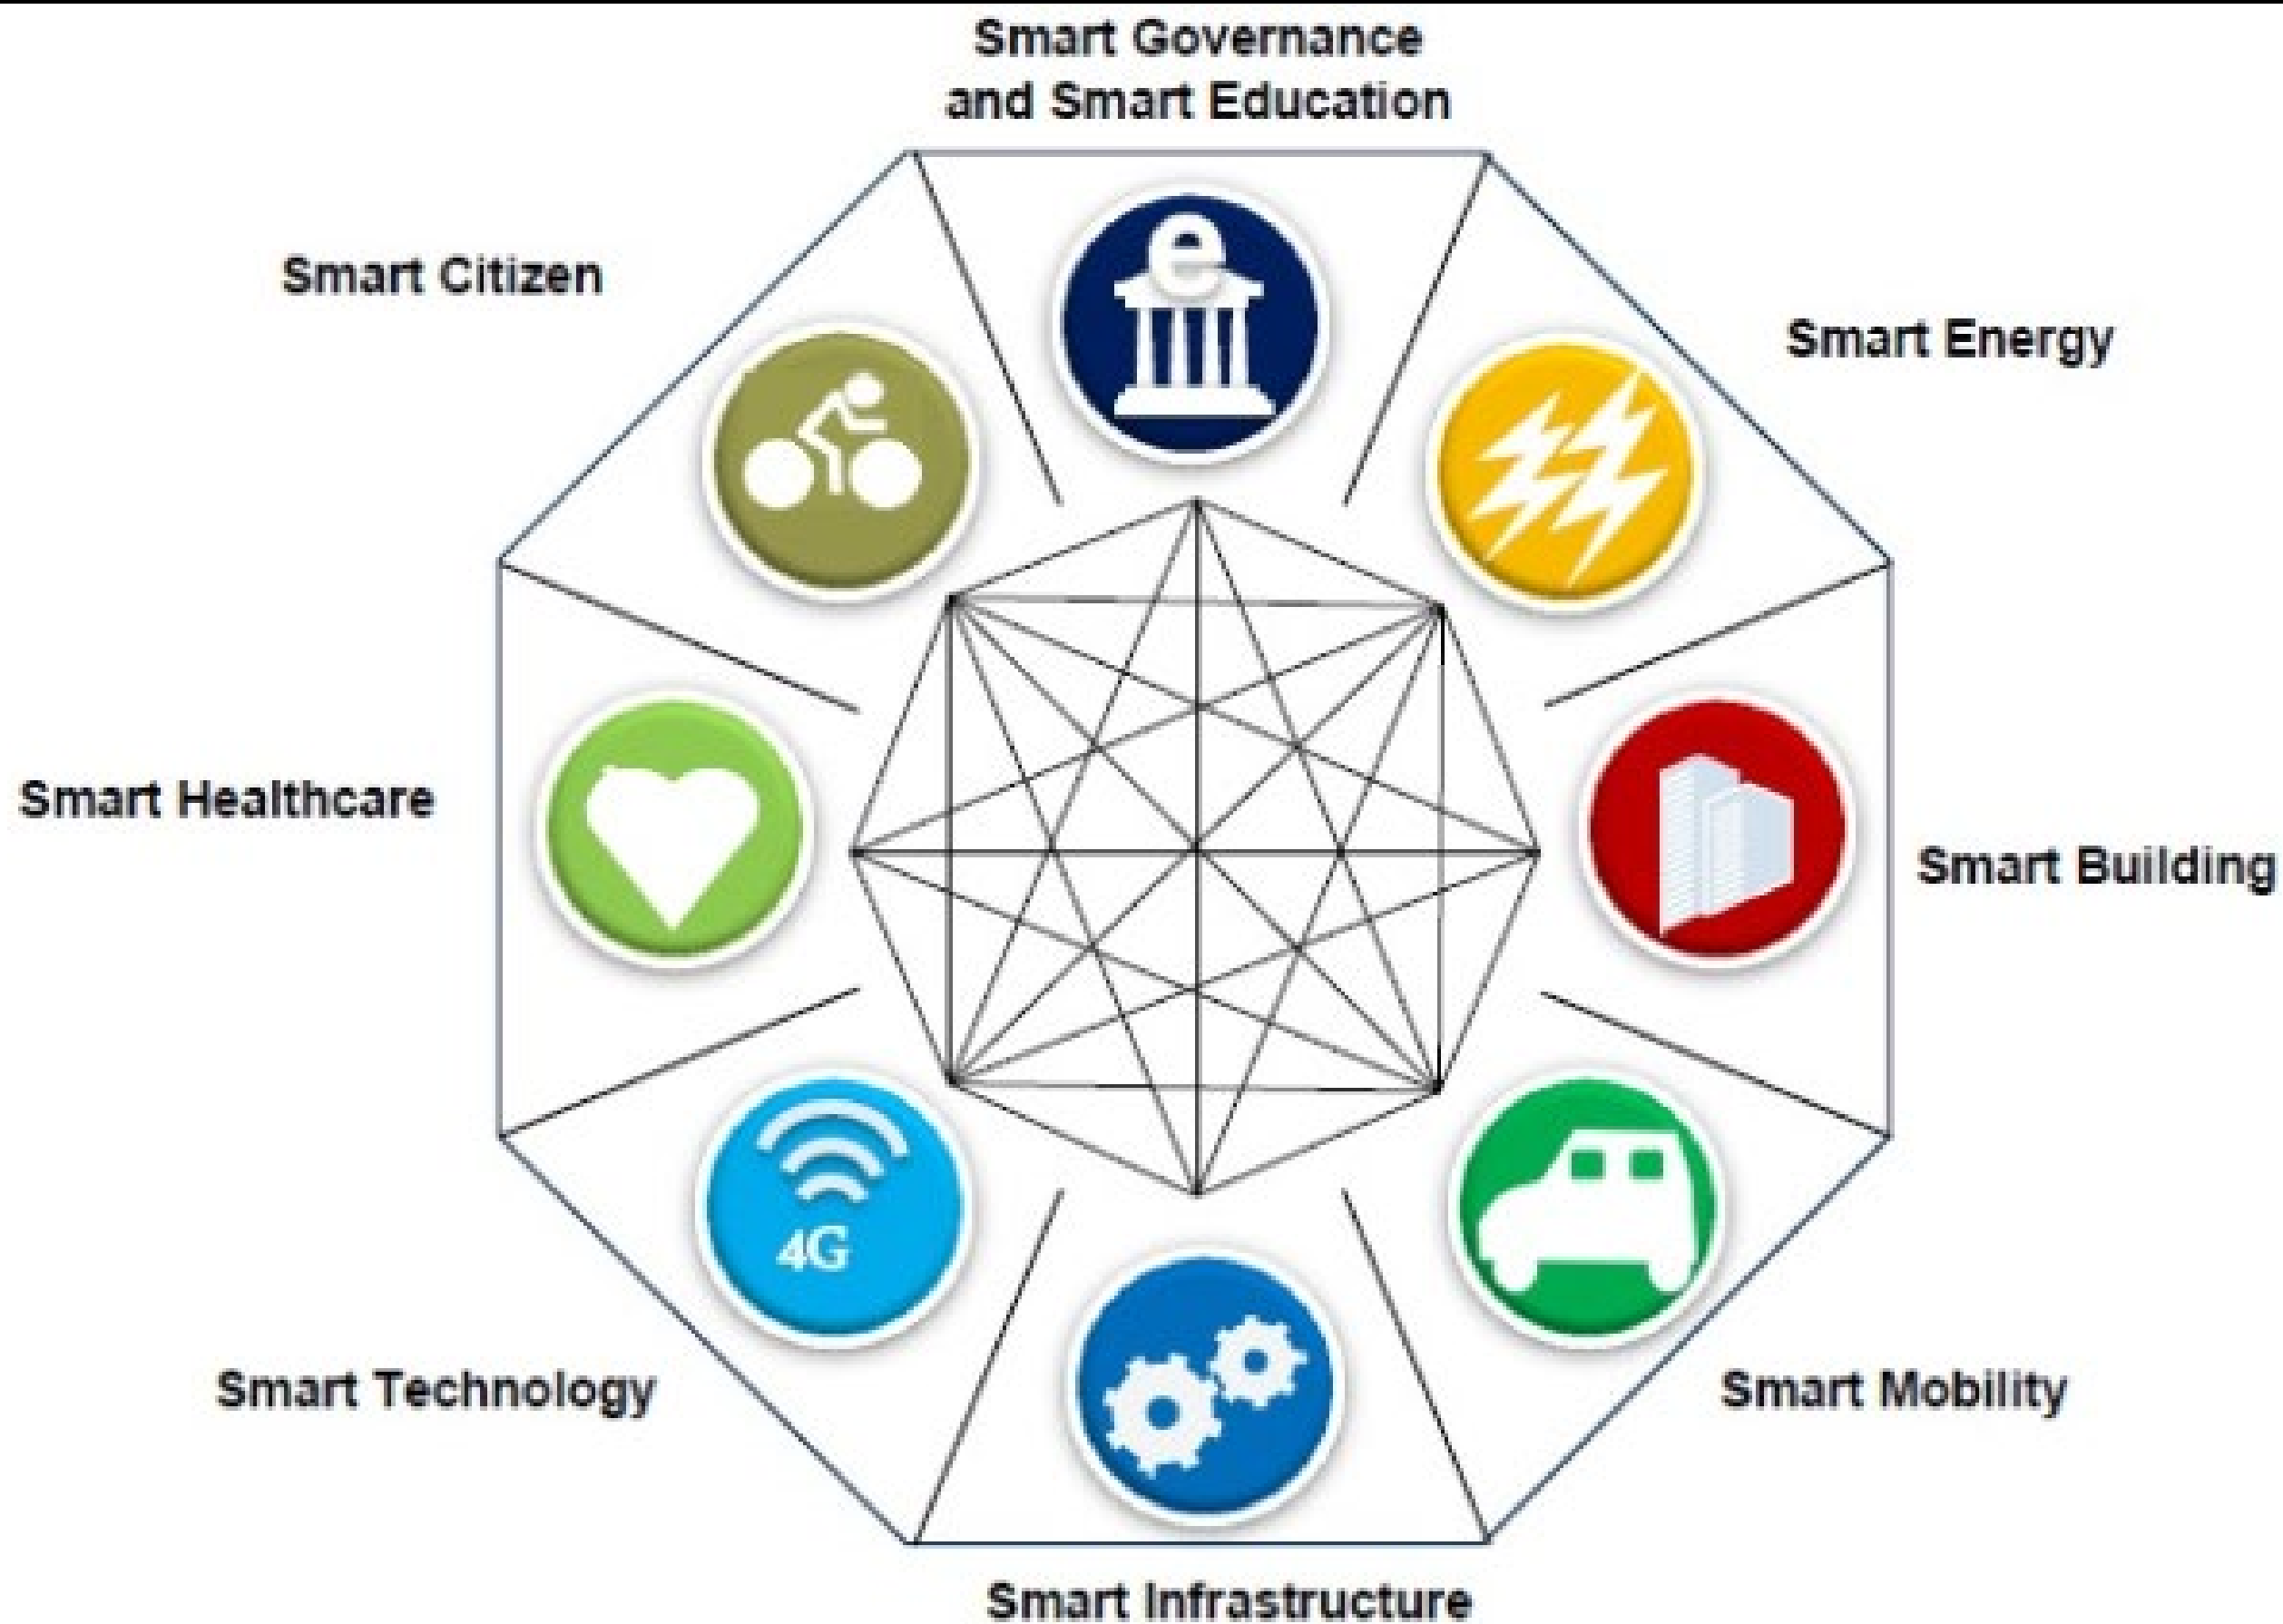 Smart Governance
and Smart Education
e
Smart Citizen
Smart Energy
Smart Healthcare
Smart Building
4G
Smart Technology
Smart Mobility
Smart Infrastructure